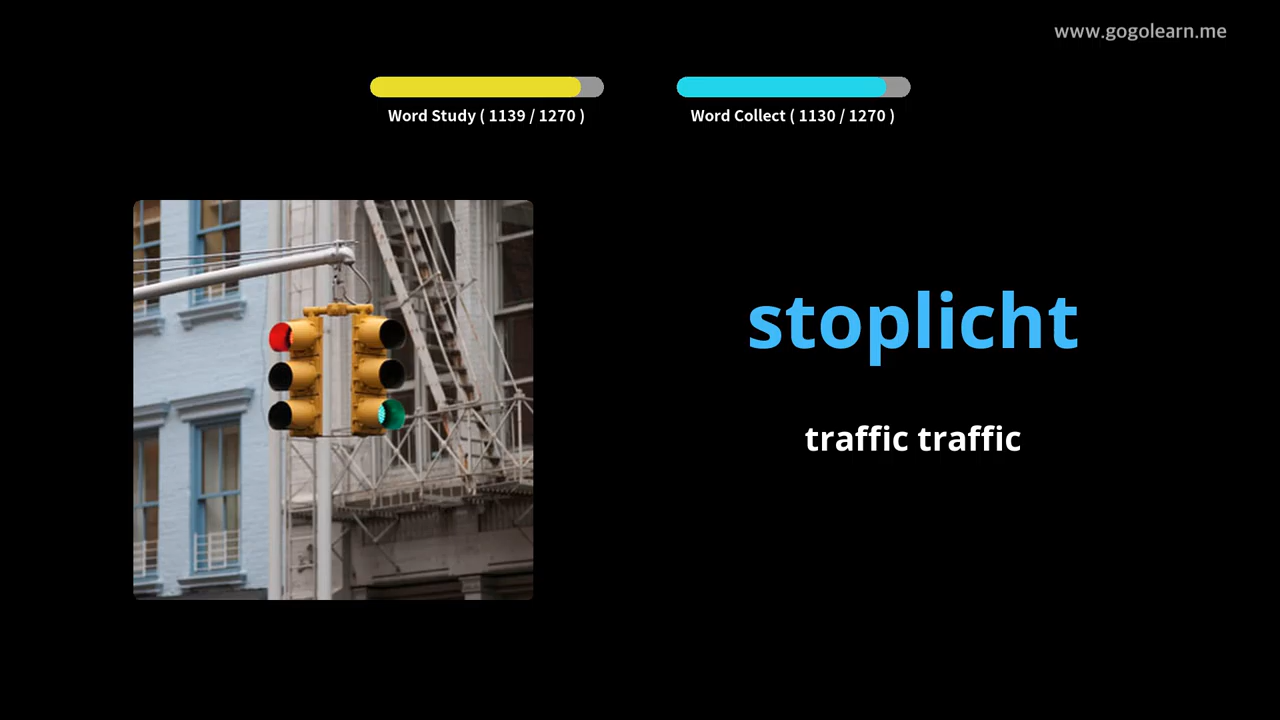 www.gogolearn.me
Word Study ( 1139 / 1270 )
Word Collect ( 1130 / 1270 )
stoplicht
traffic traffic